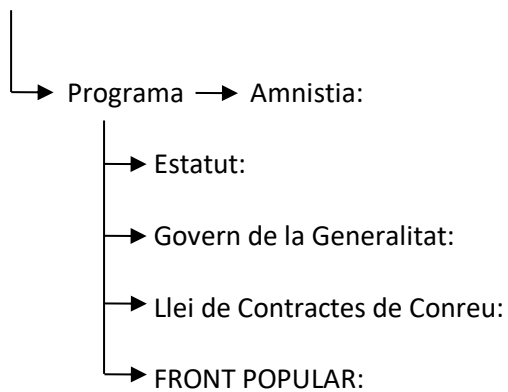 Programa Amnistia:
Estatut:
Govern de la Generalitat:
Llei de Contractes de Conreu:
FRONT POPULAR: